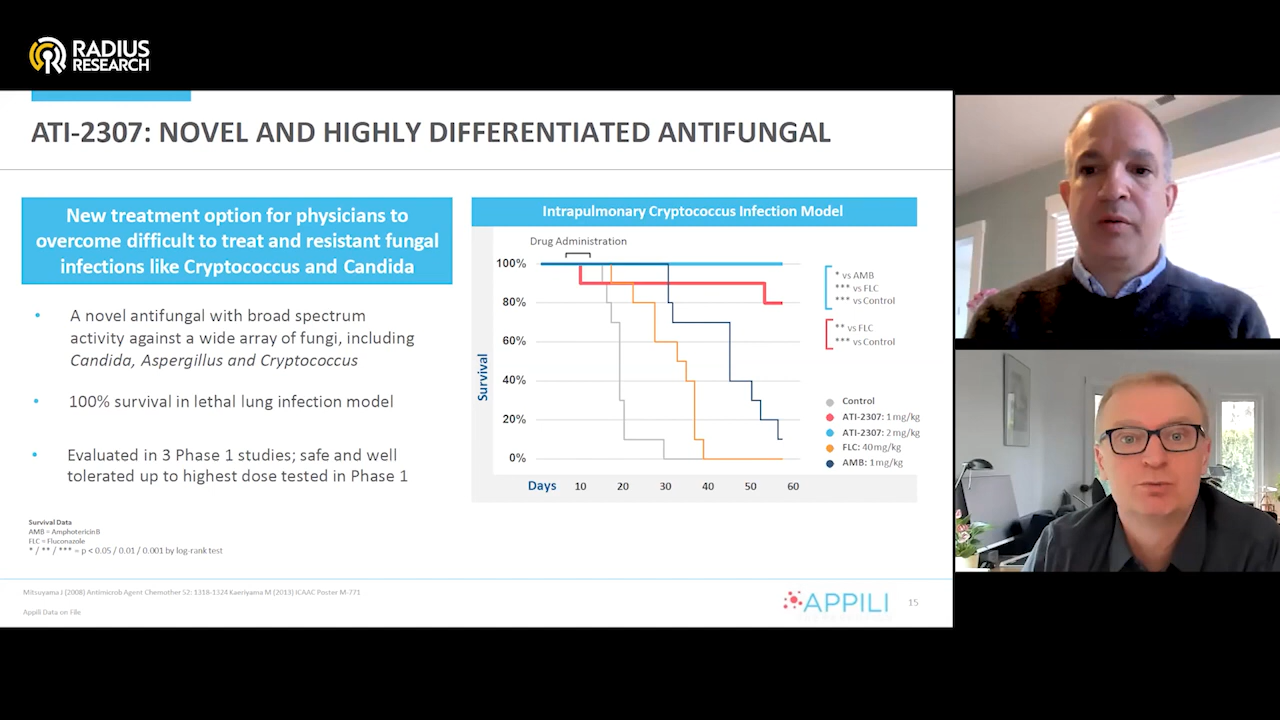 RADIUS
RESEARCH
ATI-2307: NOVEL AND HIGHLY DIFFERENTIATED ANTIFUNGAL
New treatment option for physicians to
overcome difficult to treat and resistant fungal
infections like Cryptococcus and Candida
• A novel antifungal with broad spectrum
activity against a wide array of fungi, including
Candida, Aspergillus and Cryptococcus
• 100% survival in lethal lung infection model
• Evaluated in 3 Phase 1 studies; safe and well
tolerated up to highest dose tested in Phase 1
Survival Data
AMB = Amphotericin B
FLC = Fluconazole
* / ** / *** = p < 0.05 / 0.01 / 0.001 by log-rank test
Intrapulmonary Cryptococcus Infection Model
Drug Administration
100%
80%
60%
40%
20%
0%
Survival
Days 10 20 30 40 50 60
* vs AMB
*** vs FLC
*** vs Control
** vs FLC
*** vs Control
Control
ATI-2307: 1 mg/kg
ATI-2307: 2 mg/kg
FLC: 40 mg/kg
AMB: 1 mg/kg
Mitsuyama J (2008) Antimicrob Agent Chemother 52: 1318-1324 Kaeriyama M (2013) ICAAC Poster M-771
Appili Data on File
APPILI
15